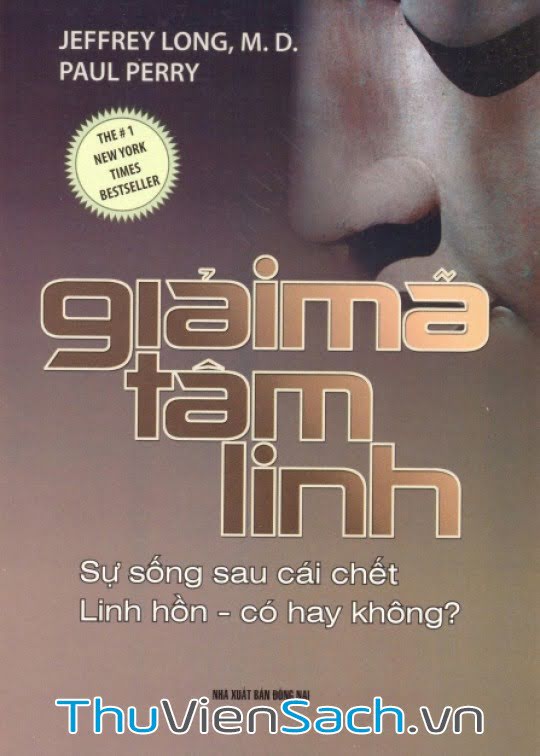 JEFFREY LONG, M. D.
PAUL PERRY
THE # 1
NEW YORK
TIMES
BESTSELLER
giải mã
tâm
linh
Sự sống sau cái chết
Linh hồn - có hay không?
NHÀ XUẤT BẢN ĐỒNG NAI
ThuVienSach.vn